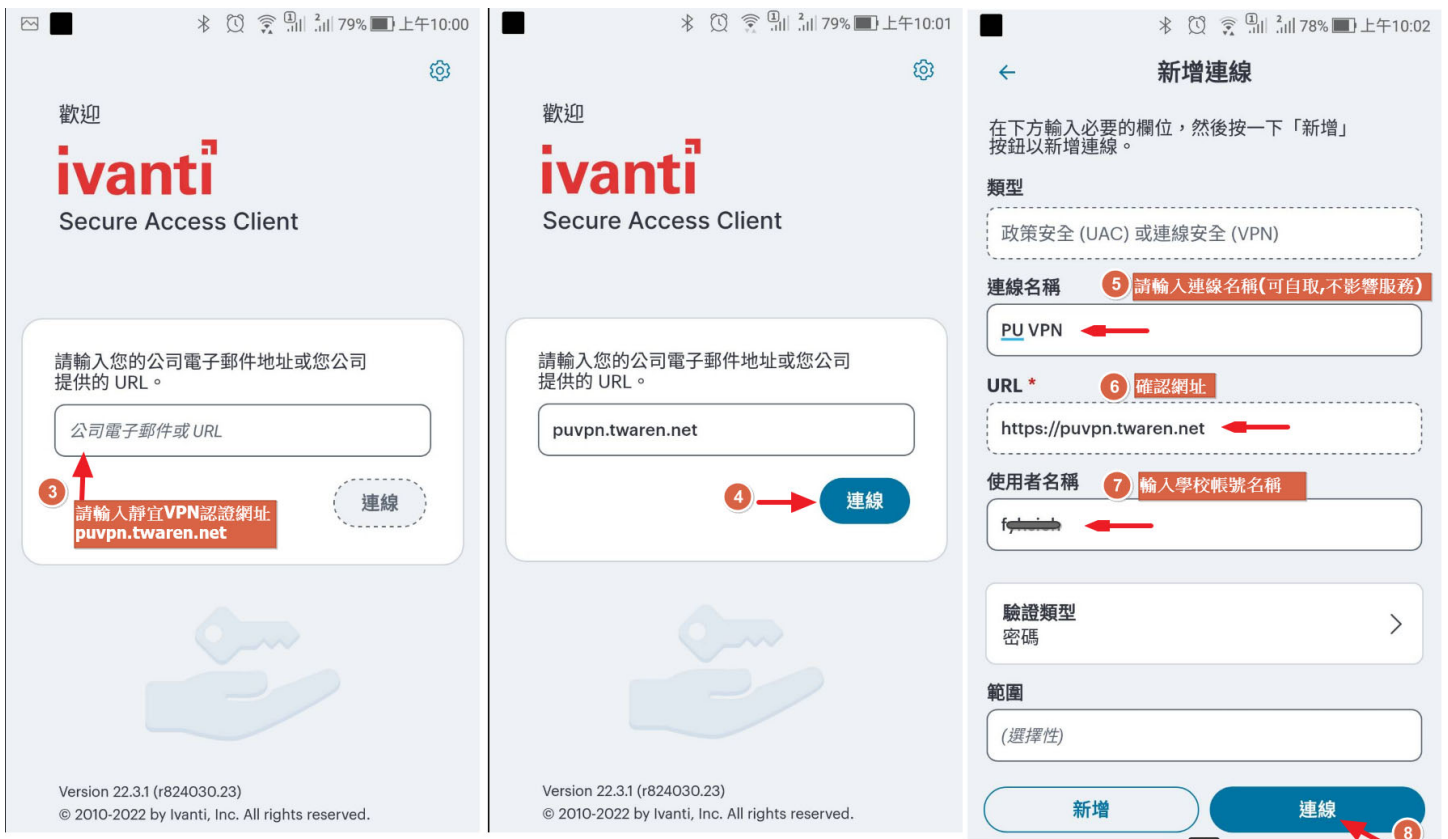 79% 上午10:00
歡迎
ivanti
Secure Access Client
請輸入您的公司電子郵件地址或您公司
提供的 URL。
公司電子郵件或 URL
3
請輸入靜宜VPN認證網址
puvpn.twaren.net
連線
Version 22.3.1 (r824030.23)
© 2010-2022 by Ivanti, Inc. All rights reserved.
79% 上午10:01
歡迎
ivanti
Secure Access Client
請輸入您的公司電子郵件地址或您公司
提供的 URL。
puvpn.twaren.net
4
連線
Version 22.3.1 (r824030.23)
© 2010-2022 by Ivanti, Inc. All rights reserved.
78% 上午10:02
新增連線
在下方輸入必要的欄位，然後按一下「新增」
按鈕以新增連線。
類型
政策安全 (UAC) 或連線安全 (VPN)
連線名稱 5 請輸入連線名稱(可自取,不影響服務)
PU VPN
URL * 6 確認網址
https://puvpn.twaren.net
使用者名稱 7 輸入學校帳號名稱
驗證類型
密碼
範圍
(選擇性)
新增 連線
8